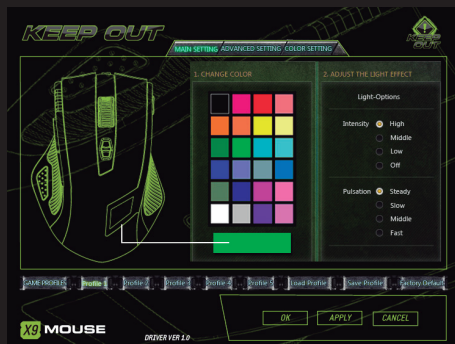 KEEP OUT
KEEP OUT
MAIN SETTING ADVANCED SETTING COLOR SETTING
1. CHANGE COLOR
2. ADJUST THE LIGHT EFFECT
Light-Options
Intensity High
Middle
Low
Off
Pulsation Steady
Slow
Middle
Fast
GAME PROFILE Profile 1 Profile 2 Profile 3 Profile 4 Profile 5 Load Profile Save Profile Factory Default
OK APPLY CANCEL
X9 MOUSE
DRIVER VER 1.0